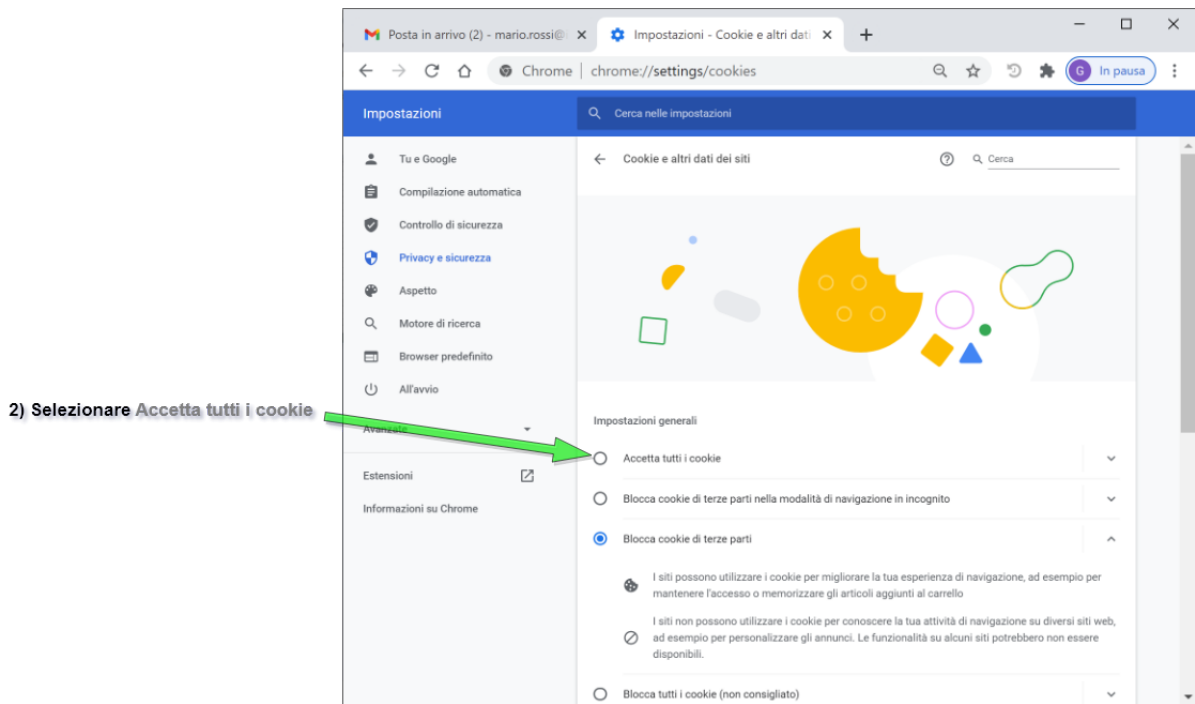 Posta in arrivo (2) - mario.rossi@
Impostazioni - Cookie e altri dati
Chrome | chrome://settings/cookies
G In pausa
Impostazioni
Cerca nelle impostazioni
Tu e Google
Compilazione automatica
Controllo di sicurezza
Privacy e sicurezza
Aspetto
Motore di ricerca
Browser predefinito
All'avvio
Avanzate
Estensioni
Informazioni su Chrome
2) Selezionare Accetta tutti i cookie
Cookie e altri dati dei siti
Cerca
Impostazioni generali
Accetta tutti i cookie
Blocca cookie di terze parti nella modalità di navigazione in incognito
Blocca cookie di terze parti
I siti possono utilizzare i cookie per migliorare la tua esperienza di navigazione, ad esempio per
mantenere l'accesso o memorizzare gli articoli aggiunti al carrello
I siti non possono utilizzare i cookie per conoscere la tua attività di navigazione su diversi siti web,
ad esempio per personalizzare gli annunci. Le funzionalità su alcuni siti potrebbero non essere
disponibili.
Blocca tutti i cookie (non consigliato)